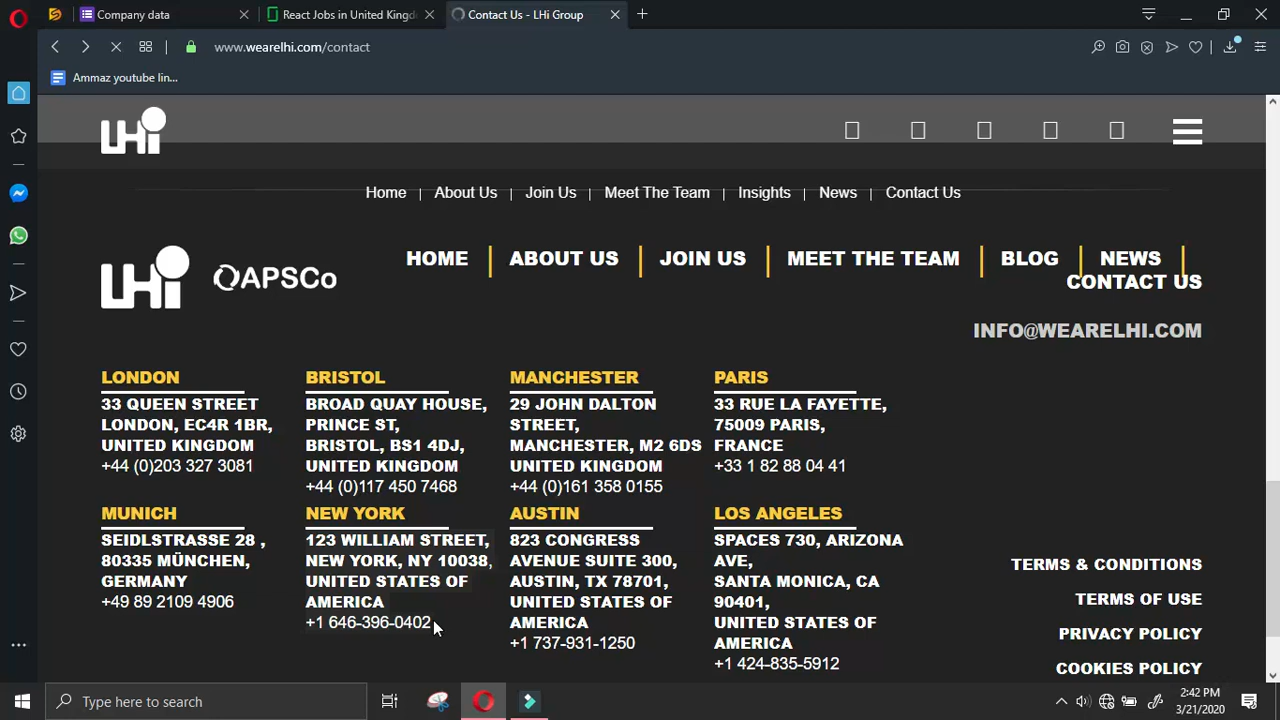 Company data
React Jobs in United Kingd
Contact Us - LHi Group
www.wearelhi.com/contact
Ammaz youtube lin...
LHi
Home | About Us | Join Us | Meet The Team | Insights | News | Contact Us
LHi
APSCo
HOME | ABOUT US | JOIN US | MEET THE TEAM | BLOG | NEWS |
CONTACT US
INFO@WEARELHI.COM
LONDON
33 QUEEN STREET
LONDON, EC4R 1BR,
UNITED KINGDOM
+44 (0)203 327 3081
BRISTOL
BROAD QUAY HOUSE,
PRINCE ST,
BRISTOL, BS1 4DJ,
UNITED KINGDOM
+44 (0)117 450 7468
MANCHESTER
29 JOHN DALTON
STREET,
MANCHESTER, M2 6DS
UNITED KINGDOM
+44 (0)161 358 0155
PARIS
33 RUE LA FAYETTE,
75009 PARIS,
FRANCE
+33 1 82 88 04 41
MUNICH
SEIDLSTRASSE 28 ,
80335 MÜNCHEN,
GERMANY
+49 89 2109 4906
NEW YORK
123 WILLIAM STREET,
NEW YORK, NY 10038,
UNITED STATES OF
AMERICA
+1 646-396-0402
AUSTIN
823 CONGRESS
AVENUE SUITE 300,
AUSTIN, TX 78701,
UNITED STATES OF
AMERICA
+1 737-931-1250
LOS ANGELES
SPACES 730, ARIZONA
AVE,
SANTA MONICA, CA
90401,
UNITED STATES OF
AMERICA
+1 424-835-5912
TERMS & CONDITIONS
TERMS OF USE
PRIVACY POLICY
COOKIES POLICY
Type here to search
2:42 PM
3/21/2020